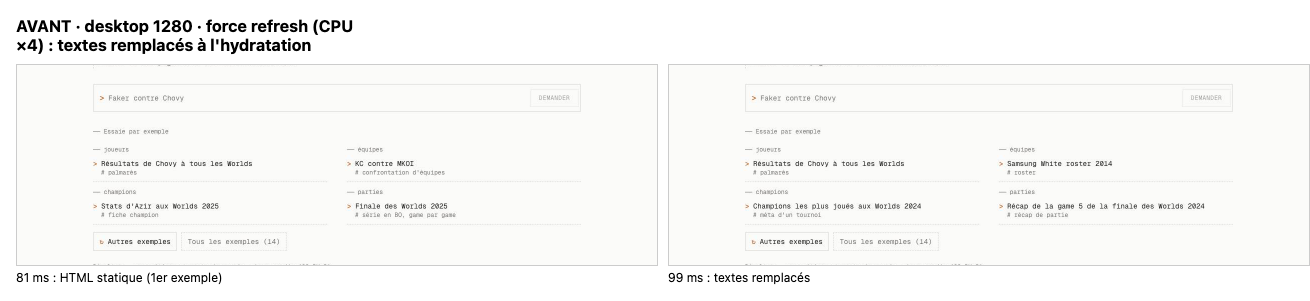 AVANT · desktop 1280 · force refresh (CPU
×4) : textes remplacés à l'hydratation
> Faker contre Chovy
DEMANDER
— Essaie par exemple
— joueurs
— équipes
> Résultats de Chovy à tous les Worlds
# palmarès
> KC contre MKOI
# confrontation d'équipes
— champions
— parties
> Stats d'Azir aux Worlds 2025
# fiche champion
> Finale des Worlds 2025
# série en BO, game par game
↻ Autres exemples
Tous les exemples (14)
81 ms : HTML statique (1er exemple)
> Faker contre Chovy
DEMANDER
— Essaie par exemple
— joueurs
— équipes
> Résultats de Chovy à tous les Worlds
# palmarès
> Samsung White roster 2014
# roster
— champions
— parties
> Champions les plus joués aux Worlds 2024
# méta d'un tournoi
> Récap de la game 5 de la finale des Worlds 2024
# récap de partie
↻ Autres exemples
Tous les exemples (14)
99 ms : textes remplacés